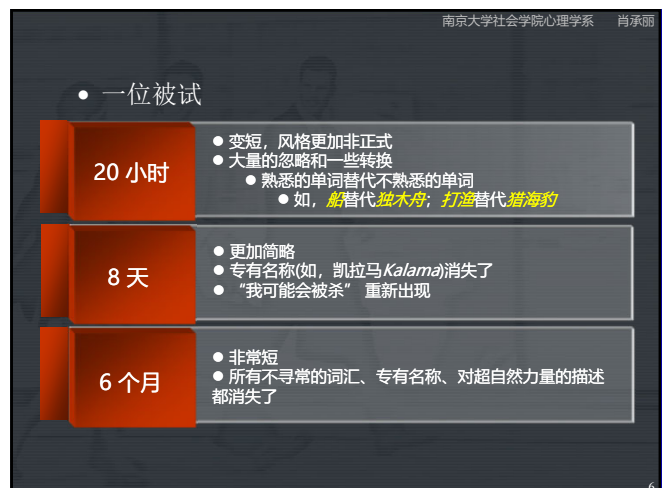 南京大学社会学院心理学系 肖承丽
● 一位被试
20 小时
● 变短，风格更加非正式
● 大量的忽略和一些转换
● 熟悉的单词替代不熟悉的单词
● 如，船替代独木舟；打渔替代猎海豹
8 天
● 更加简略
● 专有名称(如，凯拉马Kalama)消失了
● “我可能会被杀” 重新出现
6 个月
● 非常短
● 所有不寻常的词汇、专有名称、对超自然力量的描述
都消失了
6